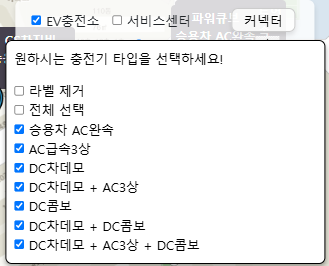 EV충전소 서비스센터 커넥터
원하시는 충전기 타입을 선택하세요!
라벨 제거
전체 선택
승용차 AC완속
AC급속3상
DC차데모
DC차데모 + AC3상
DC콤보
DC차데모 + DC콤보
DC차데모 + AC3상 + DC콤보